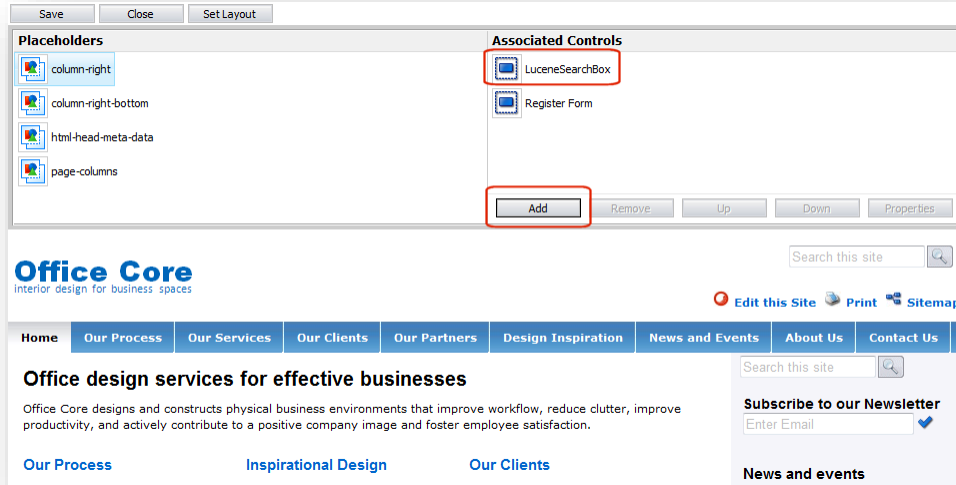 Save Close Set Layout
Placeholders
column-right
column-right-bottom
html-head-meta-data
page-columns
Associated Controls
LuceneSearchBox
Register Form
Add Remove Up Down Properties
Office Core
interior design for business spaces
Search this site
Edit this Site Print Sitemap
Home Our Process Our Services Our Clients Our Partners Design Inspiration News and Events About Us Contact Us
Office design services for effective businesses
Office Core designs and constructs physical business environments that improve workflow, reduce clutter, improve
productivity, and actively contribute to a positive company image and foster employee satisfaction.
Our Process Inspirational Design Our Clients
Search this site
Subscribe to our Newsletter
Enter Email
News and events